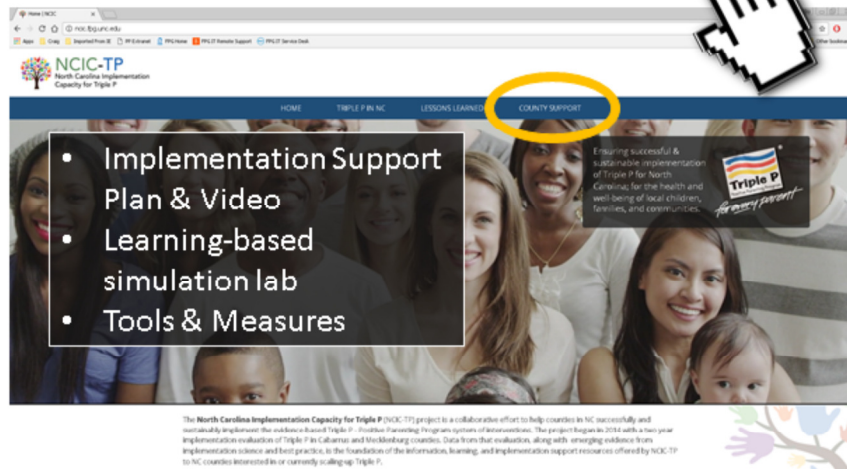 Home | NCIC
ncic.fpg.unc.edu
Apps Craig Imported From IE FPG Extranet FPG Home FPG IT Remote Support FPG IT Service Desk
NCIC-TP
North Carolina Implementation
Capacity for Triple P
HOME TRIPLE P IN NC LESSONS LEARNED COUNTY SUPPORT
• Implementation Support
Plan & Video
• Learning-based
simulation lab
• Tools & Measures
Ensuring successful &
sustainable implementation
of Triple P for North
Carolina; for the health and
well-being of local children,
families, and communities.
Triple P
Positive Parenting Program
for every parent
The North Carolina Implementation Capacity for Triple P (NCIC-TP) project is a collaborative effort to help counties in NC successfully and
sustainably implement the evidence-based Triple P - Positive Parenting Program system of interventions. The project began in 2014 with a two year
implementation evaluation of Triple P in Cabarrus and Mecklenburg counties. Data from that evaluation, along with emerging evidence from
implementation science and best practice, is the foundation of the information, learning, and implementation support resources offered by NCIC-TP
to NC counties interested in or currently scaling-up Triple P.